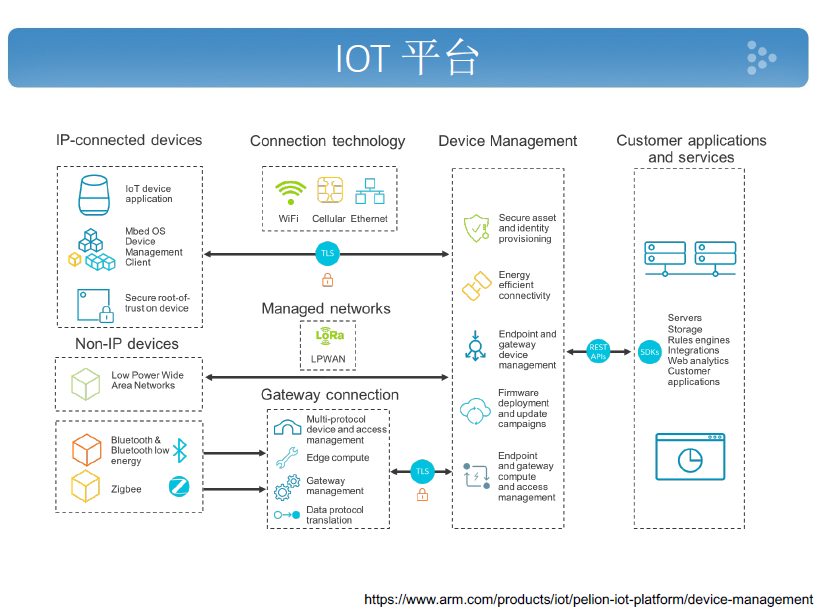 IOT 平台
IP-connected devices
IoT device
application
Mbed OS
Device
Management
Client
Secure root-of-
trust on device
Non-IP devices
Low Power Wide
Area Networks
Bluetooth &
Bluetooth low
energy
Zigbee
Connection technology
WiFi
Cellular
Ethernet
TLS
Managed networks
LoRa
LPWAN
Gateway connection
Multi-protocol
device and access
management
Edge compute
Gateway
management
Data protocol
translation
TLS
Device Management
Secure asset
and identity
provisioning
Energy
efficient
connectivity
Endpoint and
gateway
device
management
Firmware
deployment
and update
campaigns
Endpoint
and gateway
compute
and access
management
REST
APIs
SDKs
Customer applications
and services
Servers
Storage
Rules engines
Integrations
Web analytics
Customer
applications
https://www.arm.com/products/iot/pelion-iot-platform/device-management